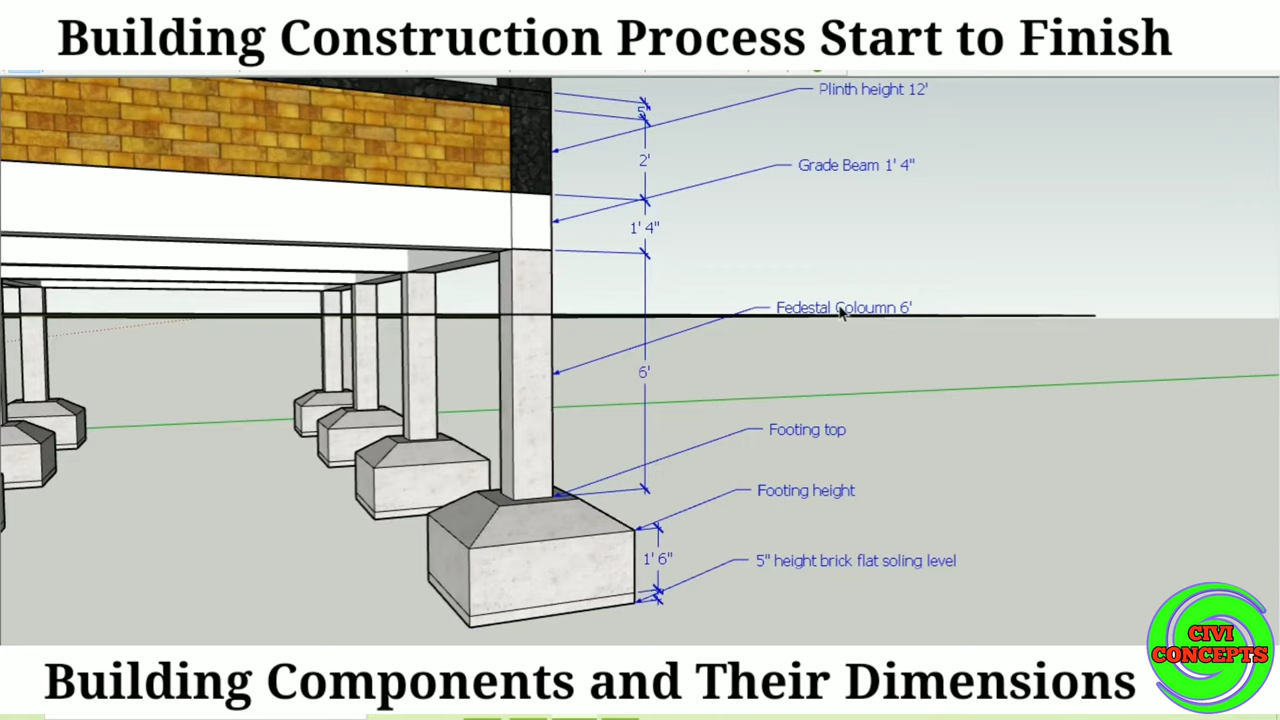 Building Construction Process Start to Finish
Plinth height 12'
5"
2'
Grade Beam 1' 4"
1' 4"
Fedestal Coloumn 6'
6'
Footing top
Footing height
1' 6"
5" height brick flat soling level
CIVI
CONCEPTS
Building Components and Their Dimensions